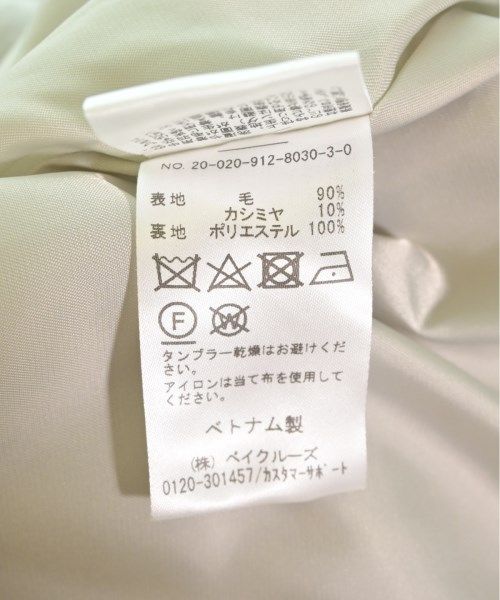 NO. 20-020-912-8030-3-0
表地 毛 90%
カシミヤ 10%
裏地 ポリエステル 100%
F W
タンブラー乾燥はお避けくだ
さい。
アイロンは当て布を使用して
ください。
ベトナム製
(株) ベイクルーズ
0120-301457/ｶｽﾀﾏｰｻﾎﾟｰﾄ